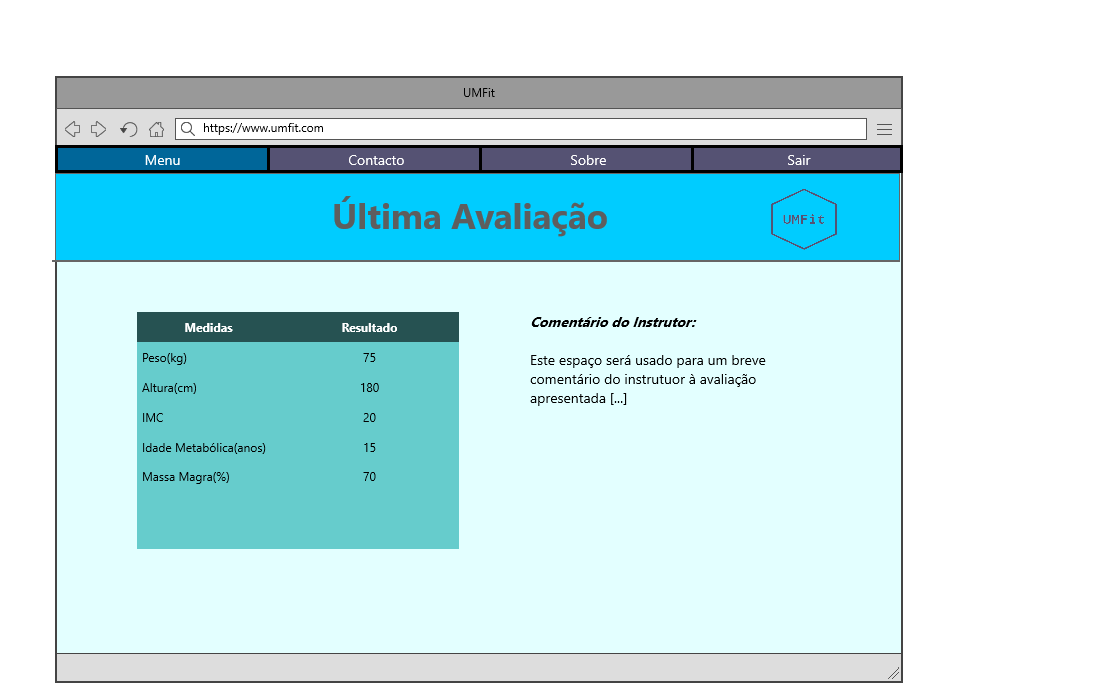 UMFit
https://www.umfit.com
Menu Contacto Sobre Sair
Última Avaliação
UMFit
Medidas Resultado
Peso(kg) 75
Altura(cm) 180
IMC 20
Idade Metabólica(anos) 15
Massa Magra(%) 70
Comentário do Instrutor:
Este espaço será usado para um breve
comentário do instrutuor à avaliação
apresentada [...]